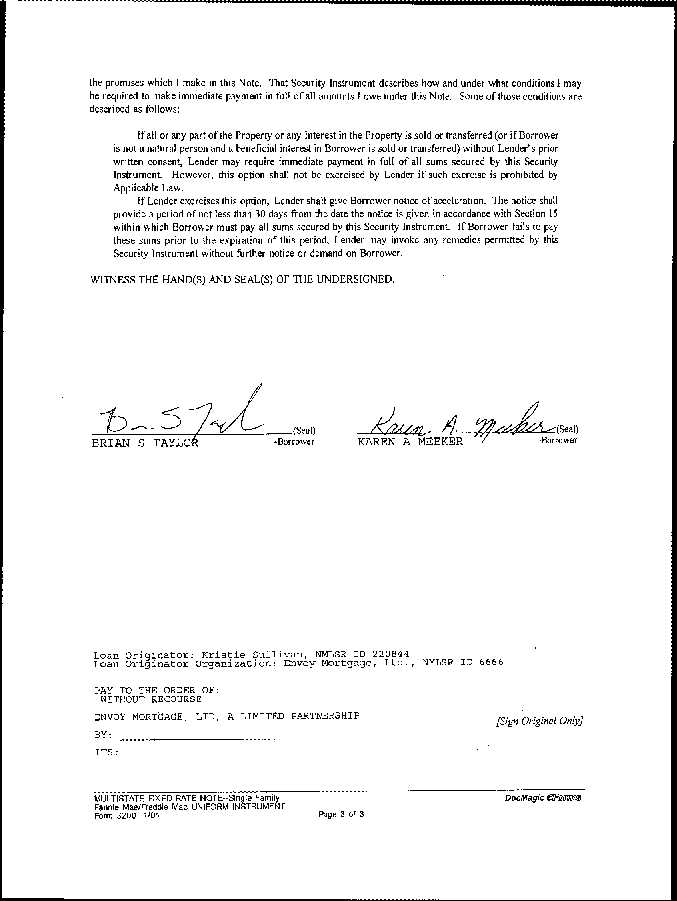 the promises which I make in this Note. That Security Instrument describes how and under what conditions I may
be required to make immediate payment in full of all amounts I owe under this Note. Some of those conditions are
described as follows:
If all or any part of the Property or any Interest in the Property is sold or transferred (or if Borrower
is not a natural person and a beneficial interest in Borrower is sold or transferred) without Lender's prior
written consent, Lender may require immediate payment in full of all sums secured by this Security
Instrument. However, this option shall not be exercised by Lender if such exercise is prohibited by
Applicable Law.
If Lender exercises this option, Lender shall give Borrower notice of acceleration. The notice shall
provide a period of not less than 30 days from the date the notice is given in accordance with Section 15
within which Borrower must pay all sums secured by this Security Instrument. If Borrower fails to pay
these sums prior to the expiration of this period, Lender may invoke any remedies permitted by this
Security Instrument without further notice or demand on Borrower.
WITNESS THE HAND(S) AND SEAL(S) OF THE UNDERSIGNED.
Karen A. Meeker
(Seal) (Seal)
BRIAN S TAYLOR -Borrower KAREN A MEEKER -Borrower
Loan Originator: Kristie Sullivan, NMLSR ID 220844
Loan Originator Organization: Envoy Mortgage, Ltd., NMLSR ID 6666
PAY TO THE ORDER OF:
WITHOUT RECOURSE
ENVOY MORTGAGE, LTD, A LIMITED PARTNERSHIP
[Sign Original Only]
BY:
ITS:
MULTISTATE FIXED RATE NOTE--Single Family
Fannie Mae/Freddie Mac UNIFORM INSTRUMENT
Form 3200 1/01
Page 3 of 3
DocMagic